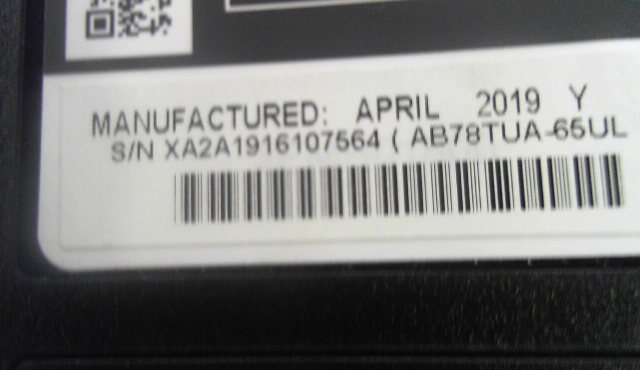 MANUFACTURED: APRIL 2019 Y
S/N XA2A1916107564 ( AB78TUA-65UL